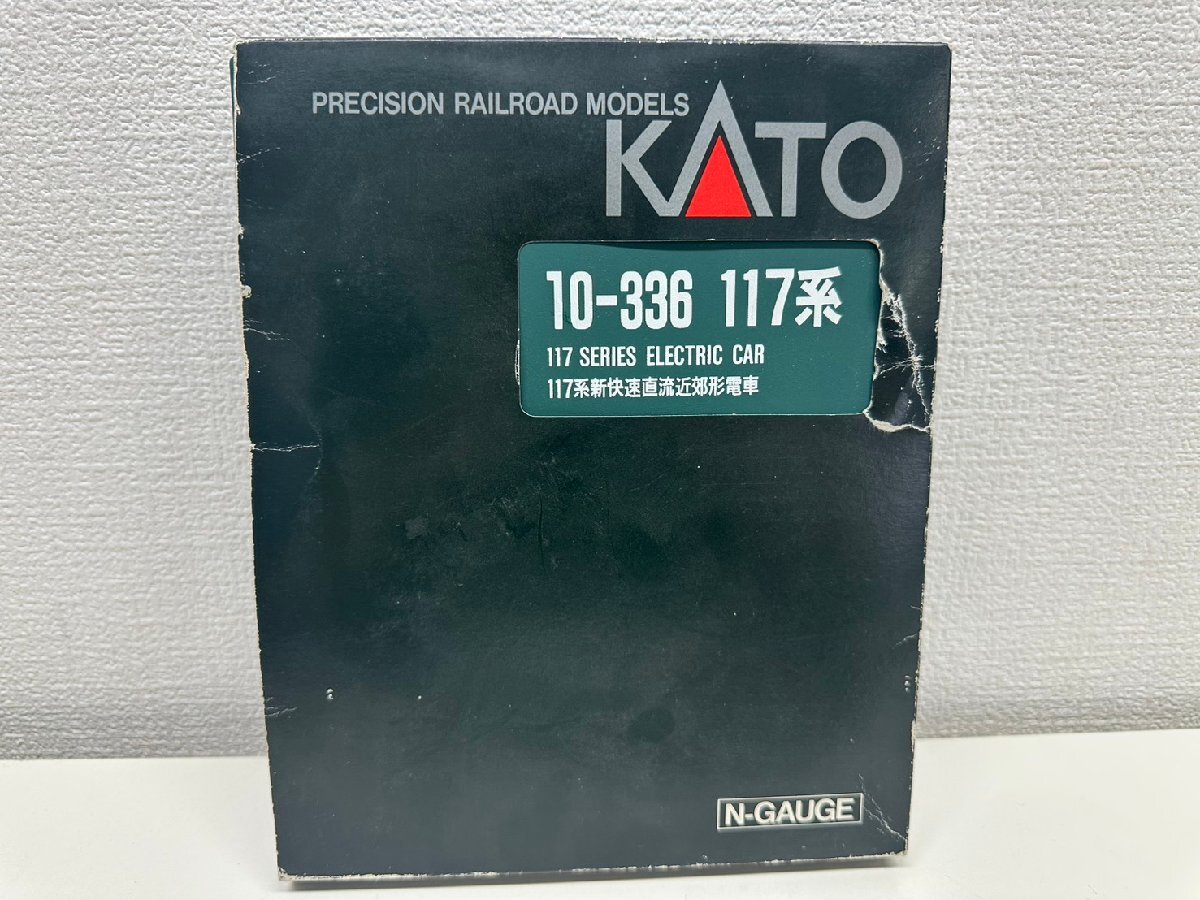 PRECISION RAILROAD MODELS
KATO
10-336 117系
117 SERIES ELECTRIC CAR
117系新快速直流近郊形電車
N-GAUGE